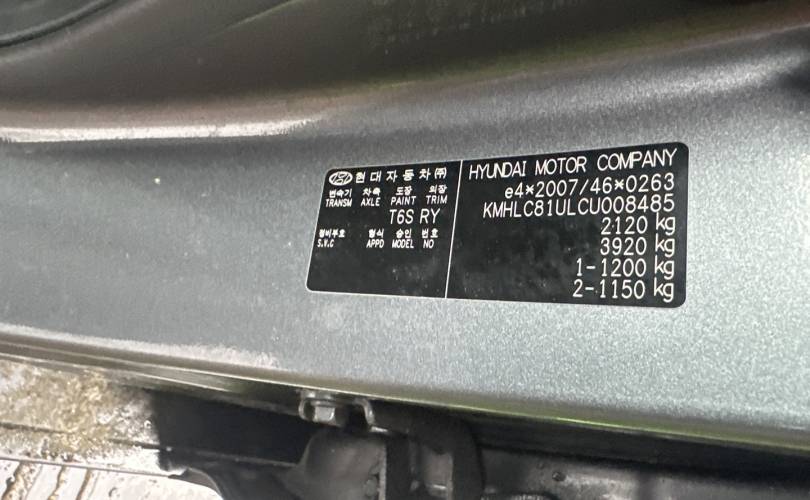 현대자동차㈜
변속기 차축 도장 외장
TRANSM AXLE PAINT TRIM
T6S RY
정비부호 형식 승인 번호
S.V.C APPD MODEL NO
HYUNDAI MOTOR COMPANY
e4*2007/46*0263
KMHLC81ULCU008485
2120 kg
3920 kg
1-1200 kg
2-1150 kg